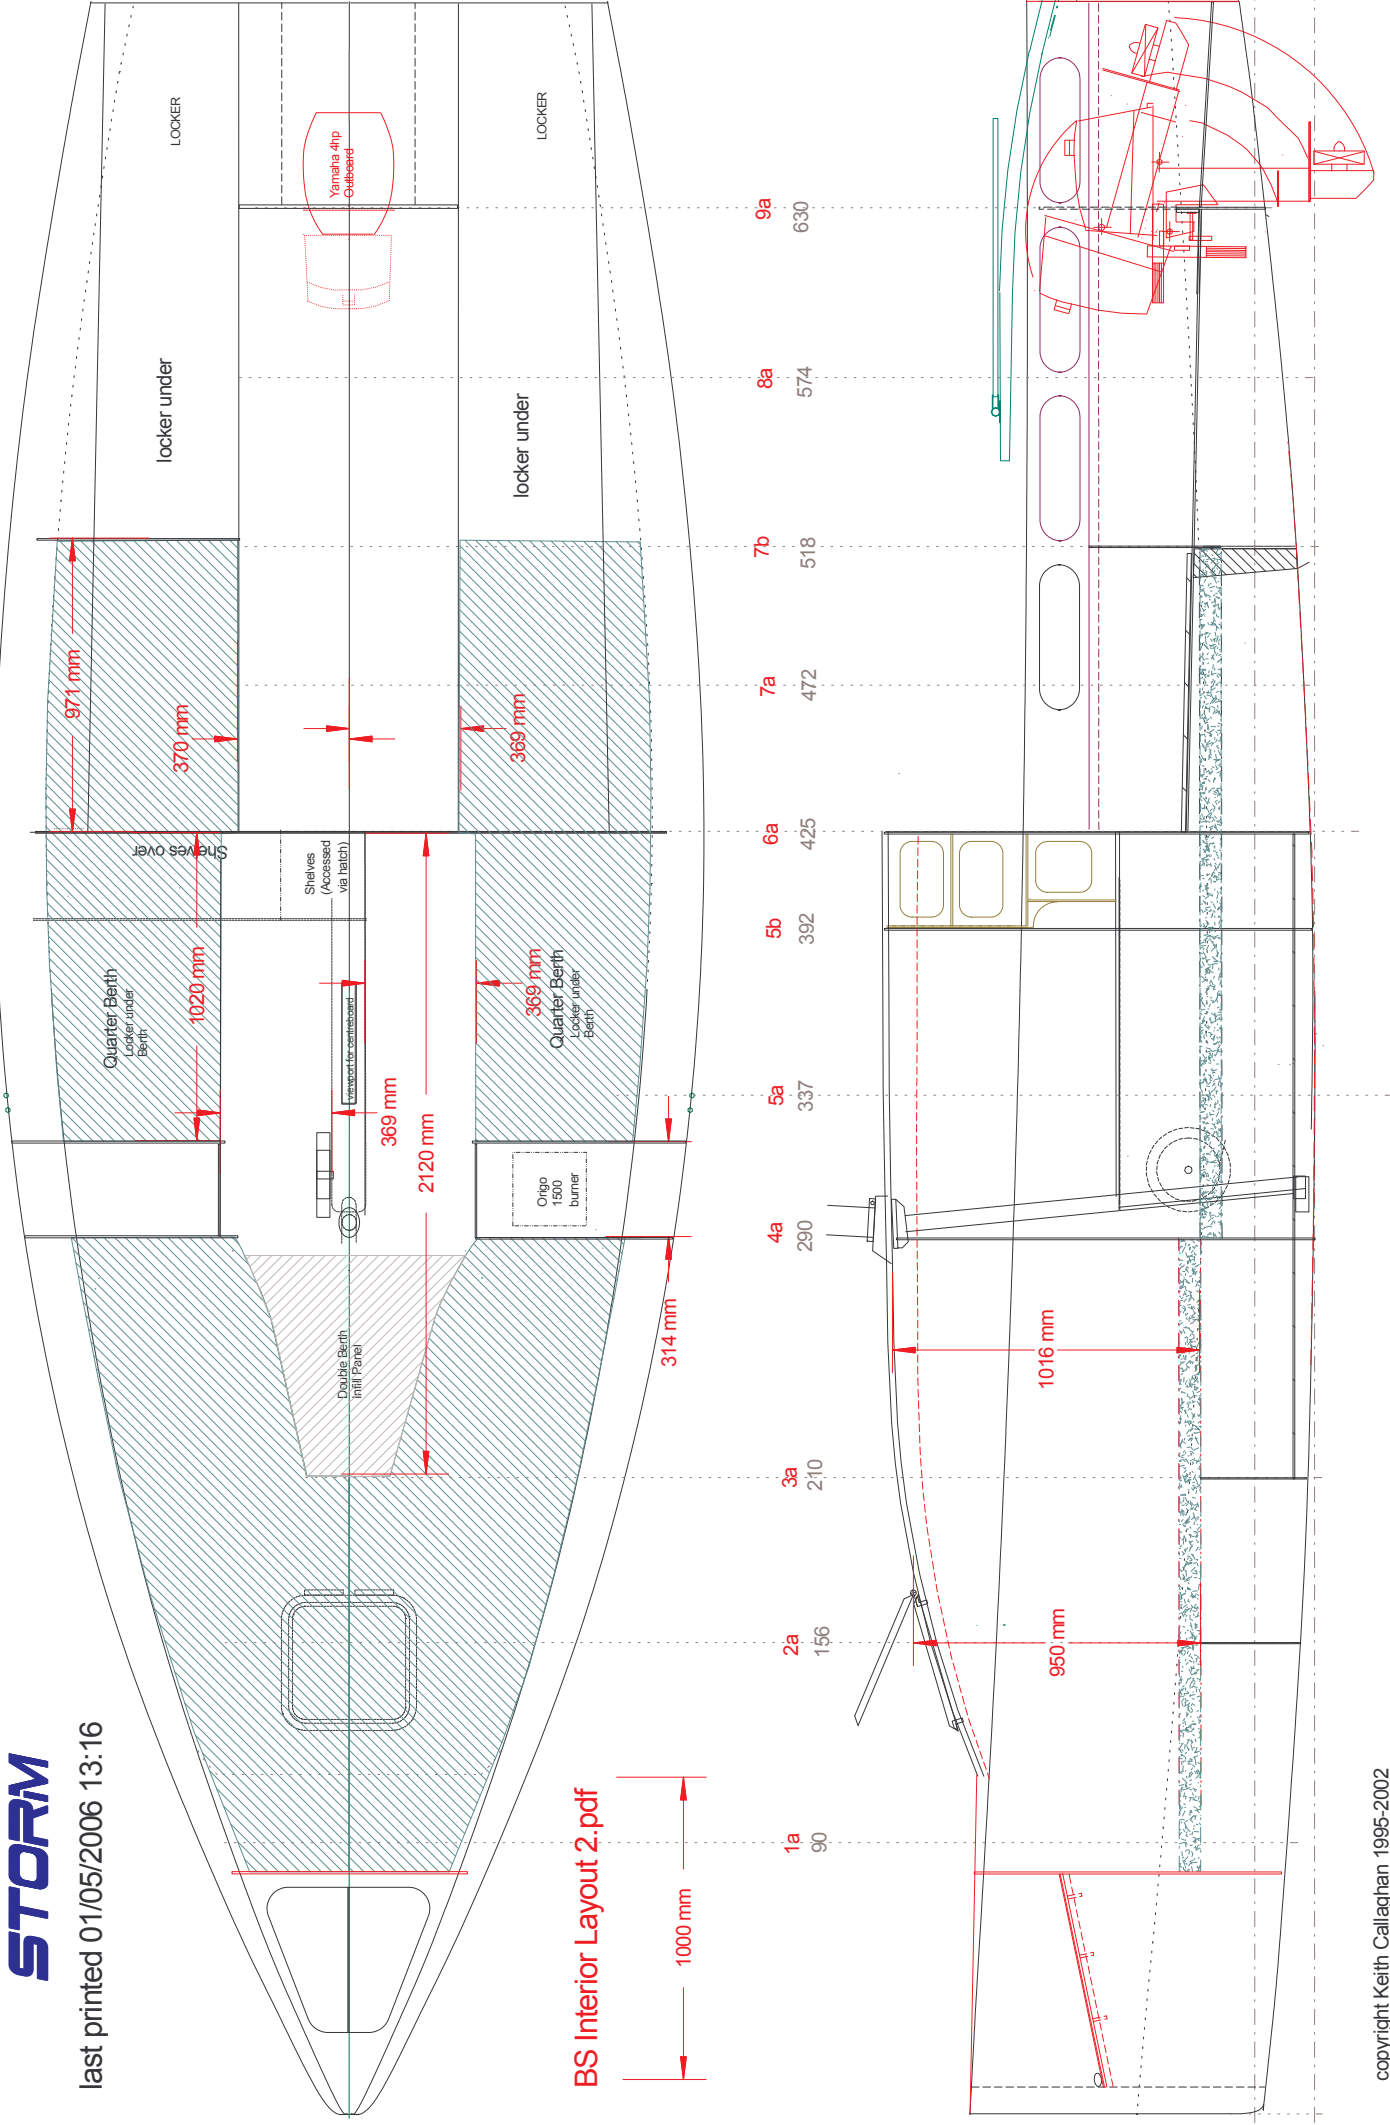 STORM
last printed 01/05/2006 13:16
BS Interior Layout 2.pdf
1000 mm
LOCKER
LOCKER
Yamaha 4hp
Outboard
locker under
locker under
971 mm
370 mm
369 mm
Shelves over
Shelves
(Accessed
via hatch)
Quarter Berth
Locker under
Berth
1020 mm
viewport for centreboard
369 mm
Quarter Berth
Locker under
Berth
369 mm
2120 mm
Origo
1500
burner
314 mm
Double Berth
Infill Panel
9a
630
8a
574
7b
518
7a
472
6a
425
5b
392
5a
337
4a
290
3a
210
2a
156
1a
90
1016 mm
950 mm
copyright Keith Callaghan 1995-2002